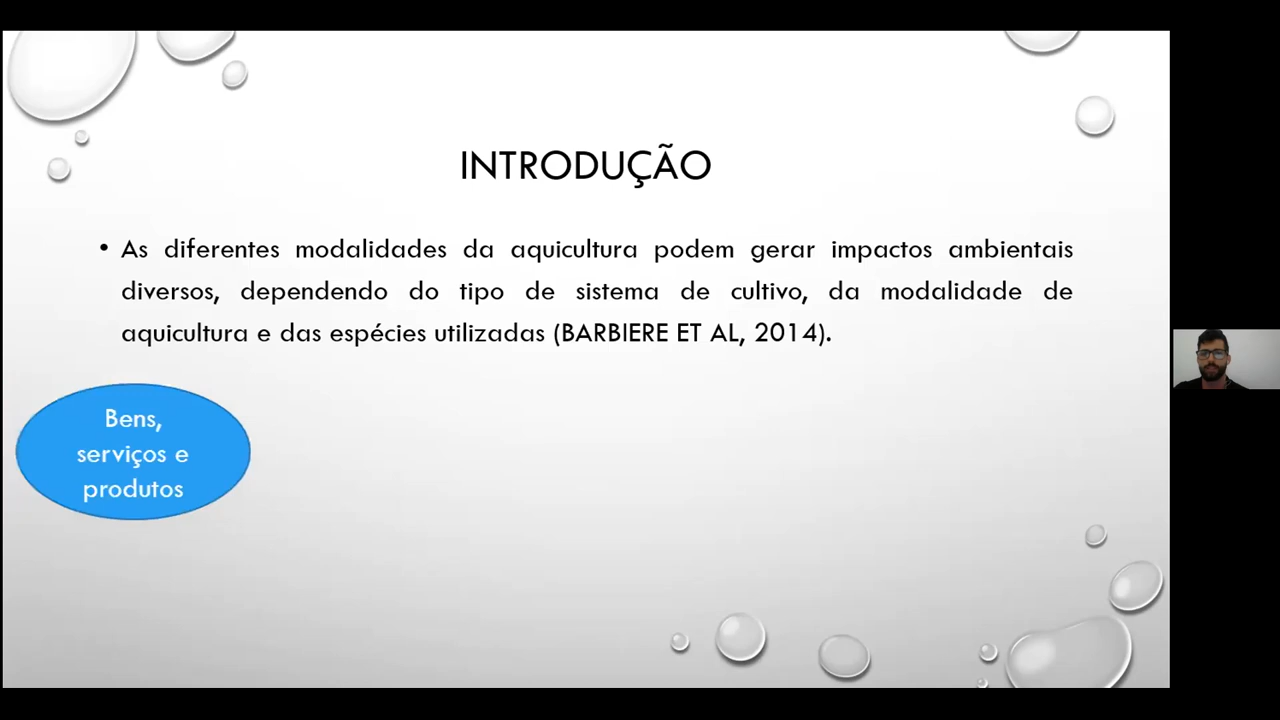 INTRODUÇÃO
• As diferentes modalidades da aquicultura podem gerar impactos ambientais
diversos, dependendo do tipo de sistema de cultivo, da modalidade de
aquicultura e das espécies utilizadas (BARBIERE ET AL, 2014).
Bens,
serviços e
produtos